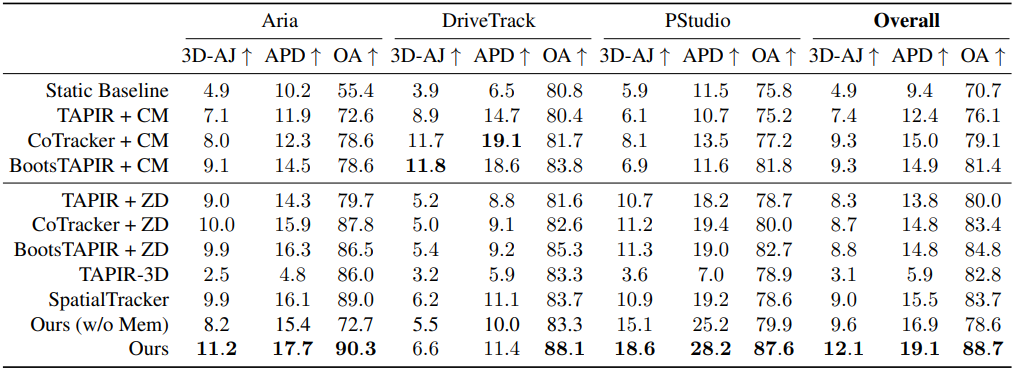 Aria DriveTrack PStudio Overall
3D-AJ ↑ APD ↑ OA ↑ 3D-AJ ↑ APD ↑ OA ↑ 3D-AJ ↑ APD ↑ OA ↑ 3D-AJ ↑ APD ↑ OA ↑
Static Baseline 4.9 10.2 55.4 3.9 6.5 80.8 5.9 11.5 75.8 4.9 9.4 70.7
TAPIR + CM 7.1 11.9 72.6 8.9 14.7 80.4 6.1 10.7 75.2 7.4 12.4 76.1
CoTracker + CM 8.0 12.3 78.6 11.7 19.1 81.7 8.1 13.5 77.2 9.3 15.0 79.1
BootsTAPIR + CM 9.1 14.5 78.6 11.8 18.6 83.8 6.9 11.6 81.8 9.3 14.9 81.4
TAPIR + ZD 9.0 14.3 79.7 5.2 8.8 81.6 10.7 18.2 78.7 8.3 13.8 80.0
CoTracker + ZD 10.0 15.9 87.8 5.0 9.1 82.6 11.2 19.4 80.0 8.7 14.8 83.4
BootsTAPIR + ZD 9.9 16.3 86.5 5.4 9.2 85.3 11.3 19.0 82.7 8.8 14.8 84.8
TAPIR-3D 2.5 4.8 86.0 3.2 5.9 83.3 3.6 7.0 78.9 3.1 5.9 82.8
SpatialTracker 9.9 16.1 89.0 6.2 11.1 83.7 10.9 19.2 78.6 9.0 15.5 83.7
Ours (w/o Mem) 8.2 15.4 72.7 5.5 10.0 83.3 15.1 25.2 79.9 9.6 16.9 78.6
Ours 11.2 17.7 90.3 6.6 11.4 88.1 18.6 28.2 87.6 12.1 19.1 88.7